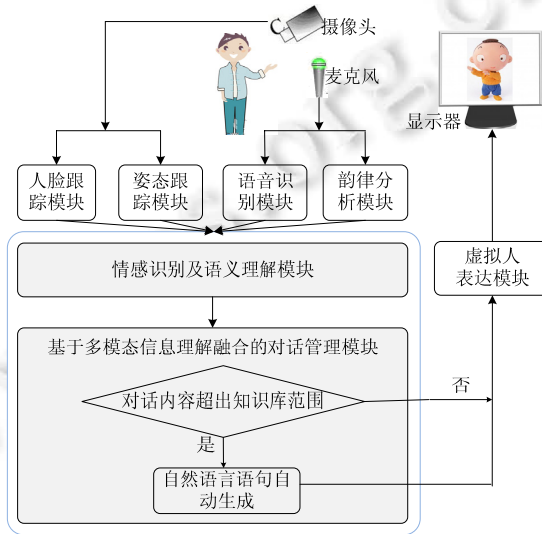 摄像头
麦克风
显示器
人脸跟
踪模块
姿态跟
踪模块
语音识
别模块
韵律分
析模块
情感识别及语义理解模块
虚拟人
表达模块
基于多模态信息理解融合的对话管理模块
对话内容超出知识库范围
否
是
自然语言语句自
动生成